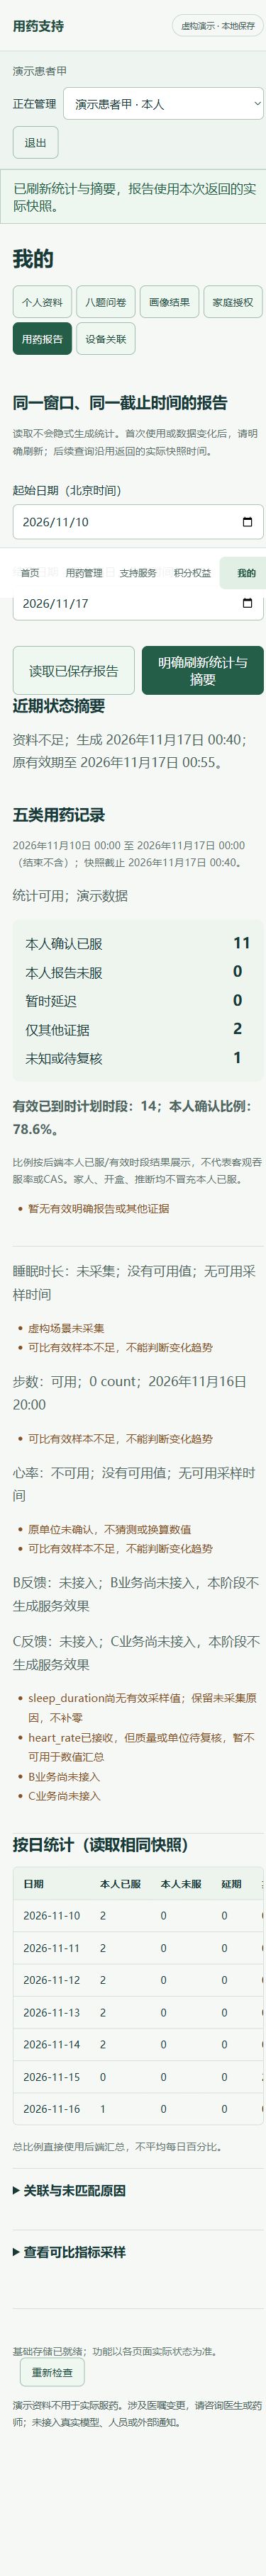 用药支持
虚构演示 · 本地保存
演示患者甲
正在管理
演示患者甲 · 本人
退出
已刷新统计与摘要，报告使用本次返回的实
际快照。
我的
个人资料
八题问卷
画像结果
家庭授权
用药报告
设备关联
同一窗口、同一截止时间的报告
读取不会隐式生成统计。首次使用或数据变化后，请明
确刷新；后续查询沿用返回的实际快照时间。
起始日期（北京时间）
2026/11/10
首页
用药管理
支持服务
积分权益
我的
2026/11/17
读取已保存报告
明确刷新统计与
摘要
近期状态摘要
资料不足；生成 2026年11月17日 00:40；
原有效期至 2026年11月17日 00:55。
五类用药记录
2026年11月10日 00:00 至 2026年11月17日 00:00
（结束不含）；快照截止 2026年11月17日 00:40。
统计可用；演示数据
本人确认已服 11
本人报告未服 0
暂时延迟 0
仅其他证据 2
未知或待复核 1
有效已到时计划时段：14；本人确认比例：
78.6%。
比例按后端本人已服/有效时段结果展示，不代表客观吞
服率或CAS。家人、开盒、推断均不冒充本人已服。
• 暂无有效明确报告或其他证据
睡眠时长：未采集；没有可用值；无可用采
样时间
• 虚构场景未采集
• 可比有效样本不足，不能判断变化趋势
步数：可用；0 count；2026年11月16日
20:00
• 可比有效样本不足，不能判断变化趋势
心率：不可用；没有可用值；无可用采样时
间
• 原单位未确认，不猜测或换算数值
• 可比有效样本不足，不能判断变化趋势
B反馈：未接入；B业务尚未接入，本阶段不
生成服务效果
C反馈：未接入；C业务尚未接入，本阶段不
生成服务效果
• sleep_duration尚无有效采样值；保留未采集原
因，不补零
• heart_rate已接收，但质量或单位待复核，暂不
可用于数值汇总
• B业务尚未接入
• C业务尚未接入
按日统计（读取相同快照）
日期 本人已服 本人未服 延期
2026-11-10 2 0 0
2026-11-11 2 0 0
2026-11-12 2 0 0
2026-11-13 2 0 0
2026-11-14 2 0 0
2026-11-15 0 0 0
2026-11-16 1 0 0
总比例直接使用后端汇总，不平均每日百分比。
▶ 关联与未匹配原因
▶ 查看可比指标采样
基础存储已就绪；功能以各页面实际状态为准。
重新检查
演示资料不用于实际服药。涉及医嘱变更，请咨询医生或药
师；未接入真实模型、人员或外部通知。